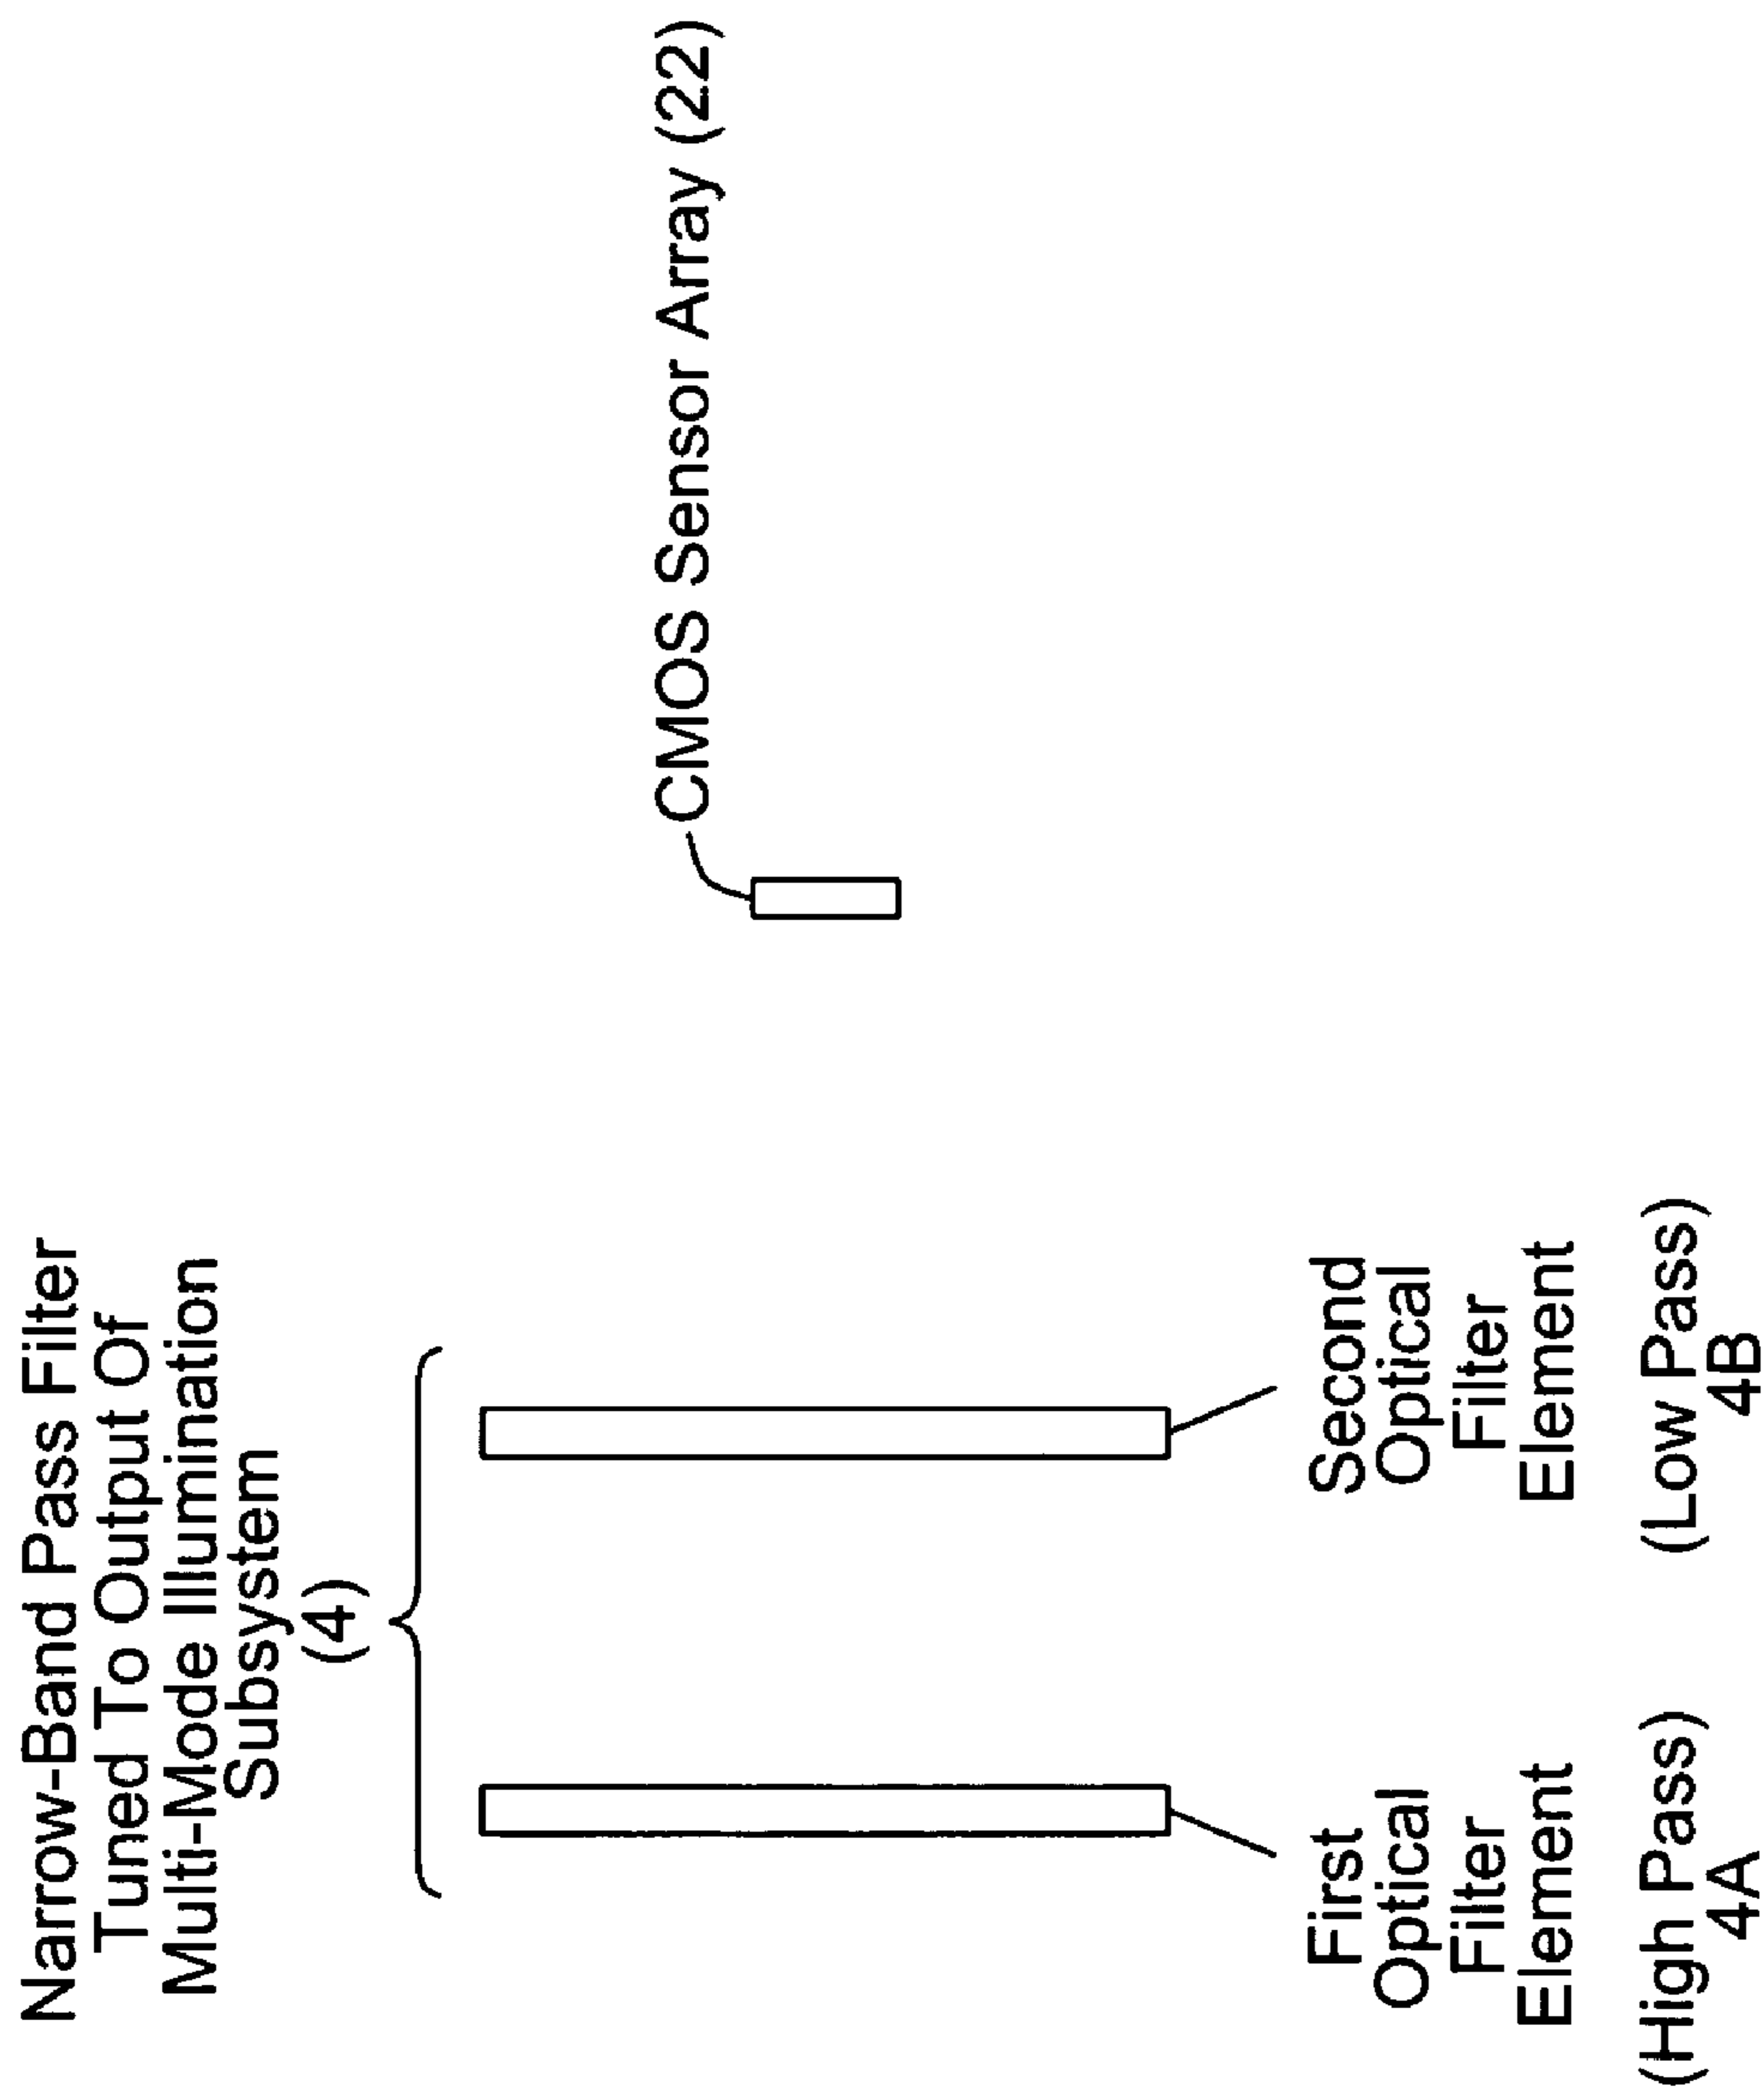 Narrow-Band Pass Filter
Tuned To Output Of
Multi-Mode Illumination
Subsystem
(4)
CMOS Sensor Array (22)
First
Optical
Filter
Element
(High Pass)
4A
Second
Optical
Filter
Element
(Low Pass)
4B